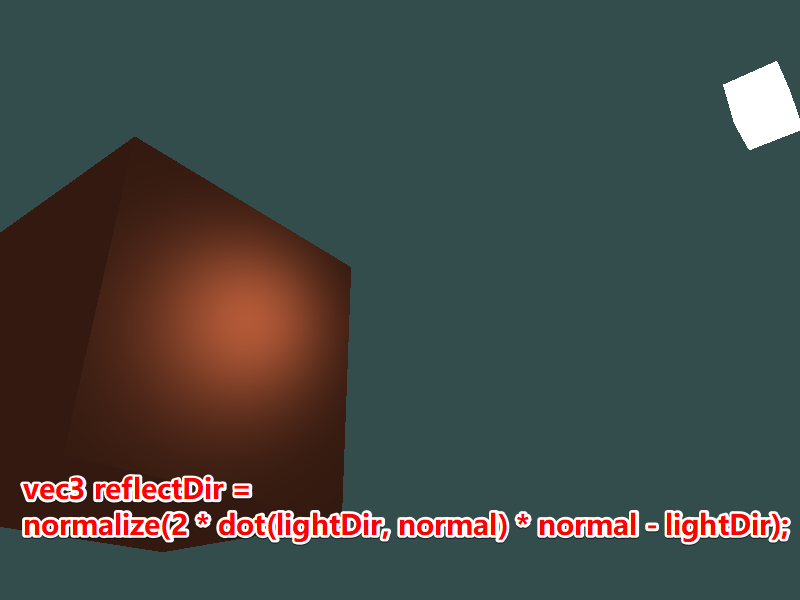 vec3 reflectDir =
normalize(2 * dot(lightDir, normal) * normal - lightDir);